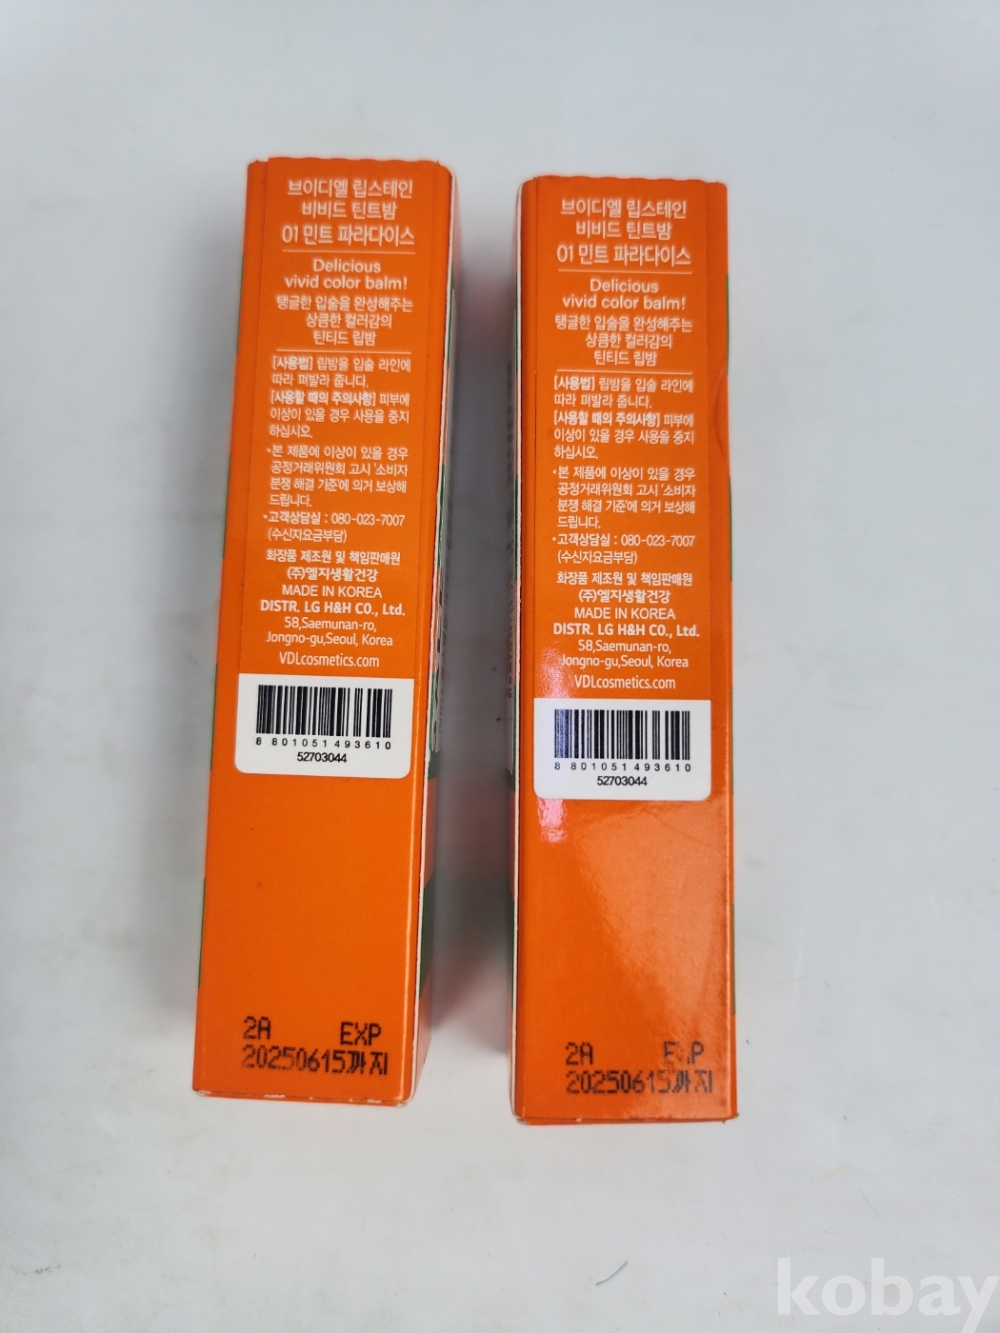 브이디엘 립스테인
비비드 틴트밤
01 민트 파라다이스
Delicious
vivid color balm!
탱글한 입술을 완성해주는
상큼한 컬러감의
틴티드 립밤
[사용법] 립밤을 입술 라인에
따라 펴발라 줍니다.
[사용할 때의 주의사항] 피부에
이상이 있을 경우 사용을 중지
하십시오.
•본 제품에 이상이 있을 경우
공정거래위원회 고시 '소비자
분쟁 해결 기준'에 의거 보상해
드립니다.
•고객상담실 : 080-023-7007
(수신자요금부담)
화장품 제조원 및 책임판매원
(주)엘지생활건강
MADE IN KOREA
DISTR. LG H&H CO., Ltd.
58,Saemunan-ro,
Jongno-gu,Seoul, Korea
VDLcosmetics.com
8 801051 493610
52703044
2A EXP
20250615까지
브이디엘 립스테인
비비드 틴트밤
01 민트 파라다이스
Delicious
vivid color balm!
탱글한 입술을 완성해주는
상큼한 컬러감의
틴티드 립밤
[사용법] 립밤을 입술 라인에
따라 펴발라 줍니다.
[사용할 때의 주의사항] 피부에
이상이 있을 경우 사용을 중지
하십시오.
•본 제품에 이상이 있을 경우
공정거래위원회 고시 '소비자
분쟁 해결 기준'에 의거 보상해
드립니다.
•고객상담실 : 080-023-7007
(수신자요금부담)
화장품 제조원 및 책임판매원
(주)엘지생활건강
MADE IN KOREA
DISTR. LG H&H CO., Ltd.
58,Saemunan-ro,
Jongno-gu,Seoul, Korea
VDLcosmetics.com
8 801051 493610
52703044
2A EXP
20250615까지
kobay